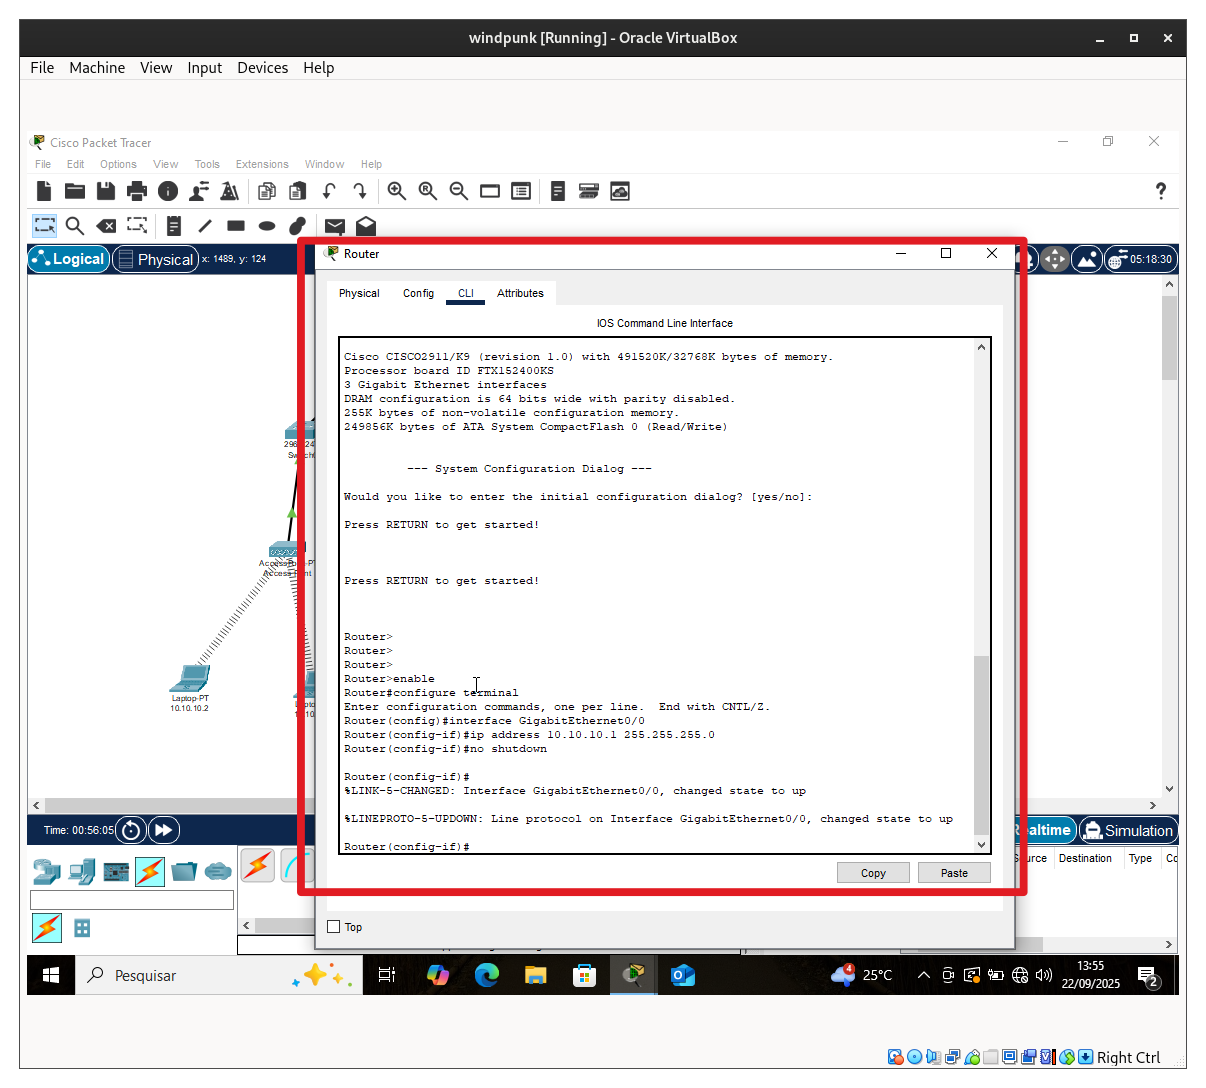 windpunk [Running] - Oracle VirtualBox
File Machine View Input Devices Help
Cisco Packet Tracer
File Edit Options View Tools Extensions Window Help
Logical Physical x: 1489, y: 124
05:18:30
Router
Physical Config CLI Attributes
IOS Command Line Interface
Cisco CISCO2911/K9 (revision 1.0) with 491520K/32768K bytes of memory.
Processor board ID FTX152400KS
3 Gigabit Ethernet interfaces
DRAM configuration is 64 bits wide with parity disabled.
255K bytes of non-volatile configuration memory.
249856K bytes of ATA System CompactFlash 0 (Read/Write)
--- System Configuration Dialog ---
Would you like to enter the initial configuration dialog? [yes/no]:
Press RETURN to get started!
Press RETURN to get started!
Router>
Router>
Router>
Router>enable
Router#configure terminal
Enter configuration commands, one per line. End with CNTL/Z.
Router(config)#interface GigabitEthernet0/0
Router(config-if)#ip address 10.10.10.1 255.255.255.0
Router(config-if)#no shutdown
Router(config-if)#
%LINK-5-CHANGED: Interface GigabitEthernet0/0, changed state to up
%LINEPROTO-5-UPDOWN: Line protocol on Interface GigabitEthernet0/0, changed state to up
Router(config-if)#
Copy Paste
Top
Laptop-PT
10.10.10.2
Time: 00:56:05
Realtime Simulation
Destination Type
Pesquisar
4
25°C
13:55
22/09/2025
2
Right Ctrl